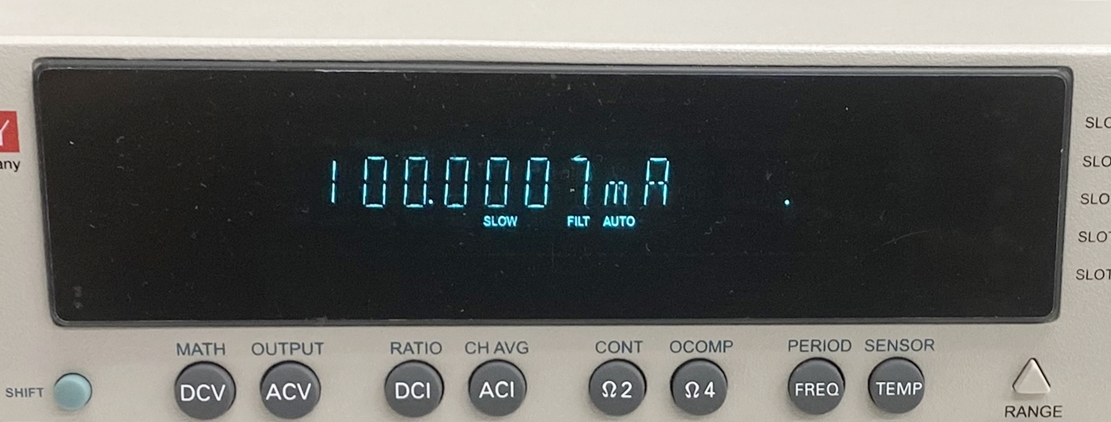 Y
any
100.0007mA
SLOW FILT AUTO
SLO
SLO
SLO
SLOT
SLOT
MATH OUTPUT RATIO CH AVG CONT OCOMP PERIOD SENSOR
SHIFT DCV ACV DCI ACI Ω2 Ω4 FREQ TEMP
RANGE